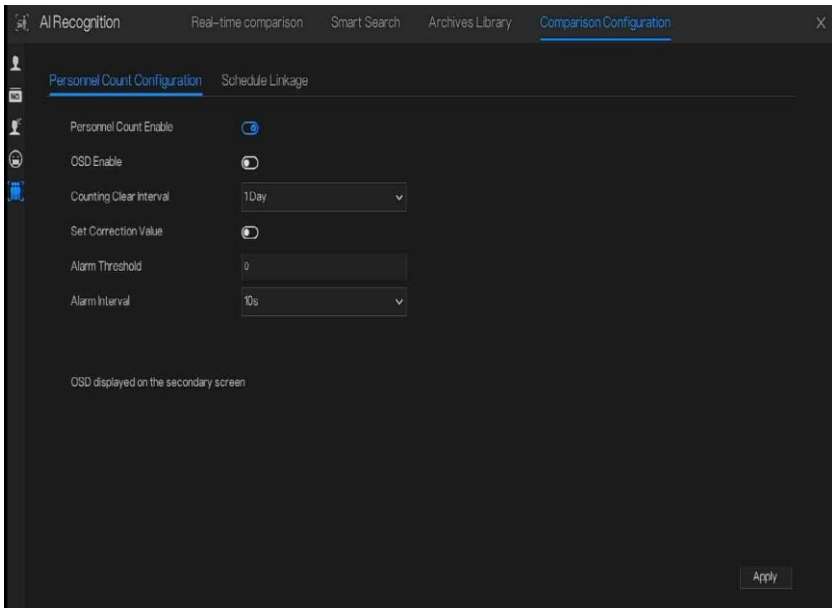 AI Recognition Real-time comparison Smart Search Archives Library Comparison Configuration X
Personnel Count Configuration Schedule Linkage
Personnel Count Enable
OSD Enable
Counting Clear Interval 1 Day
Set Correction Value
Alarm Threshold 0
Alarm Interval 10s
OSD displayed on the secondary screen
Apply